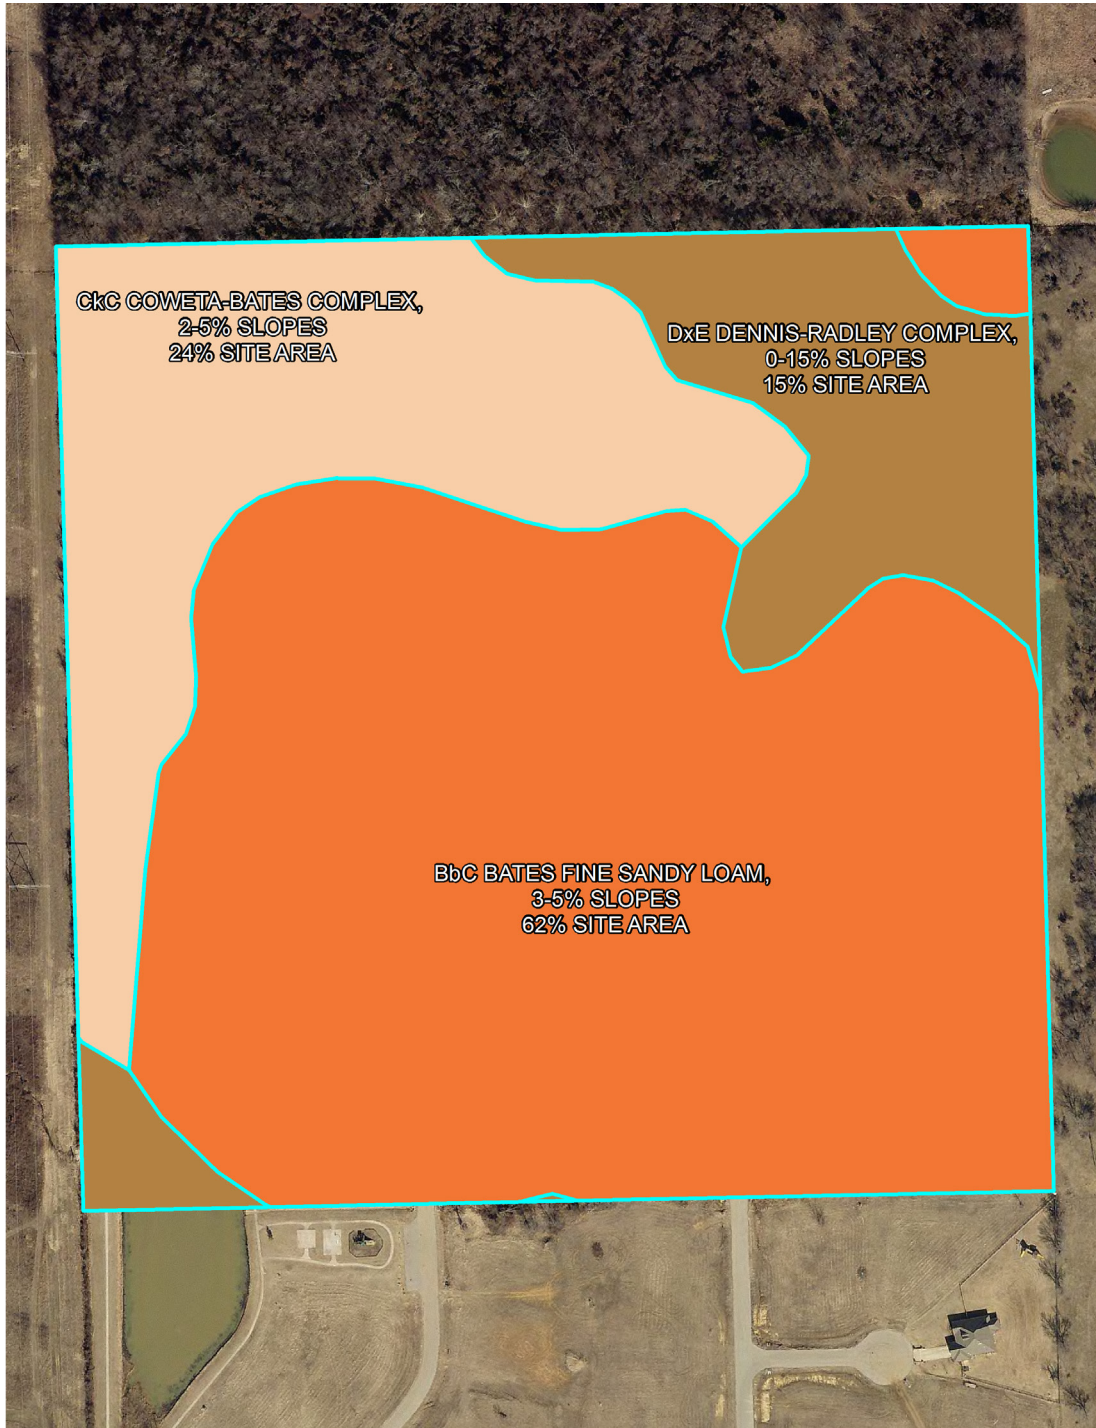 CkC COWETA-BATES COMPLEX,
2-5% SLOPES
24% SITE AREA
DxE DENNIS-RADLEY COMPLEX,
0-15% SLOPES
15% SITE AREA
BbC BATES FINE SANDY LOAM,
3-5% SLOPES
62% SITE AREA